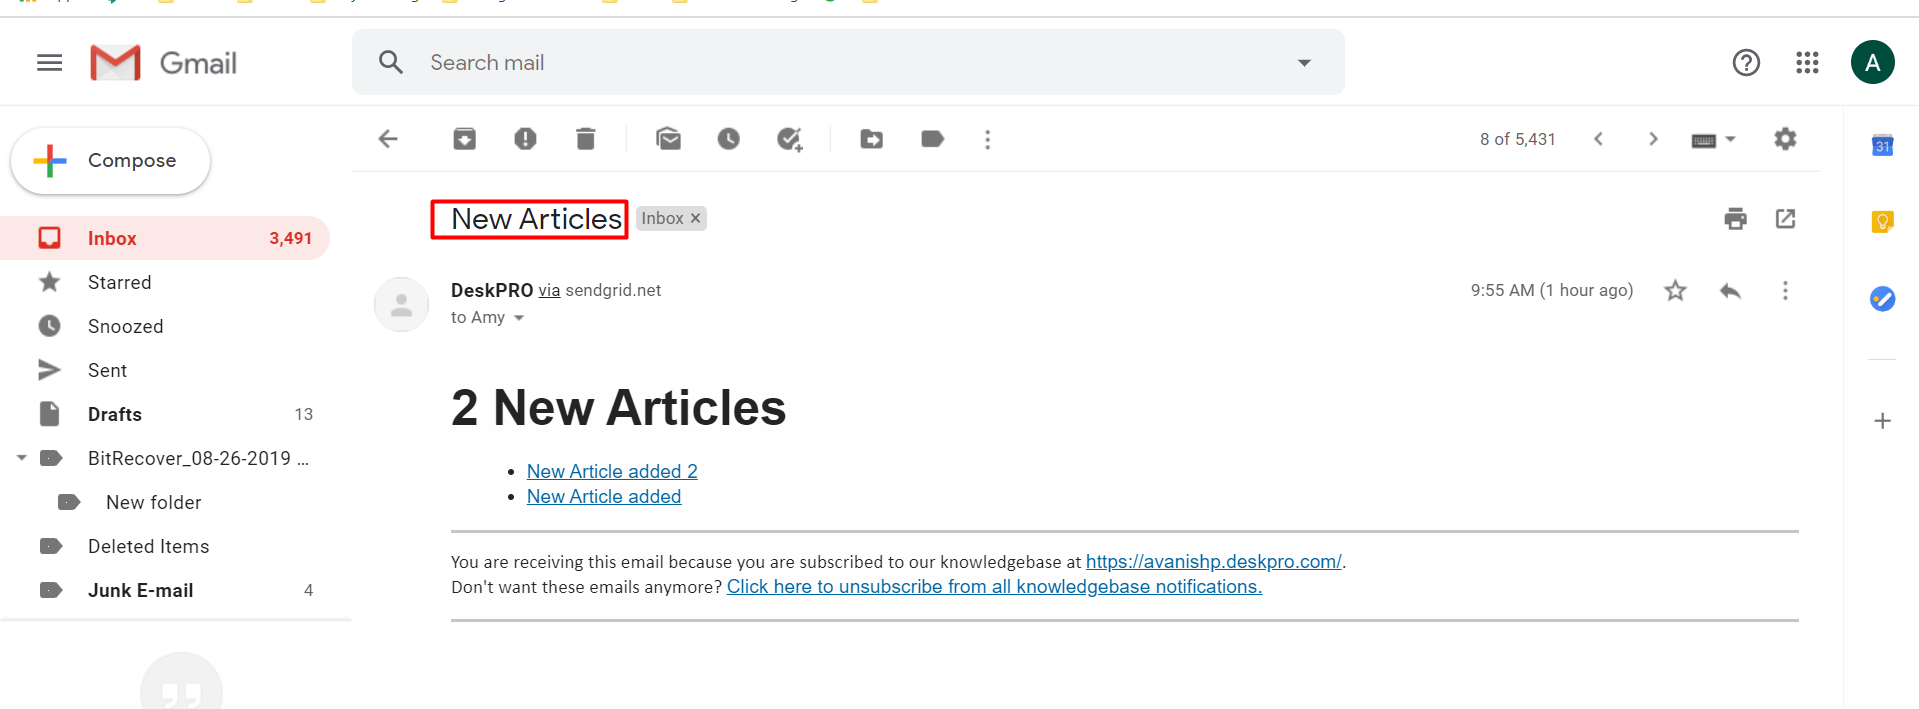 Gmail
Search mail
A
Compose
8 of 5,431
31
New Articles
Inbox ×
Inbox 3,491
Starred
Snoozed
Sent
Drafts 13
BitRecover_08-26-2019 ...
New folder
Deleted Items
Junk E-mail 4
DeskPRO via sendgrid.net
9:55 AM (1 hour ago)
to Amy
2 New Articles
• New Article added 2
• New Article added
You are receiving this email because you are subscribed to our knowledgebase at https://avanishp.deskpro.com/.
Don't want these emails anymore? Click here to unsubscribe from all knowledgebase notifications.